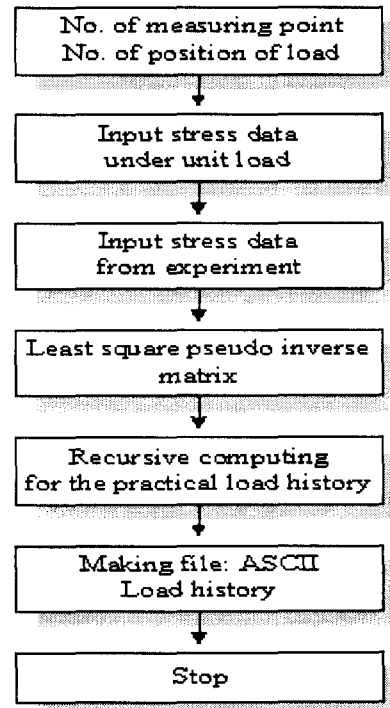 No. of measuring point
No. of position of load
Input stress data
under unit load
Input stress data
from experiment
Least square pseudo inverse
matrix
Recursive computing
for the practical load history
Making file: ASCII
Load history
Stop